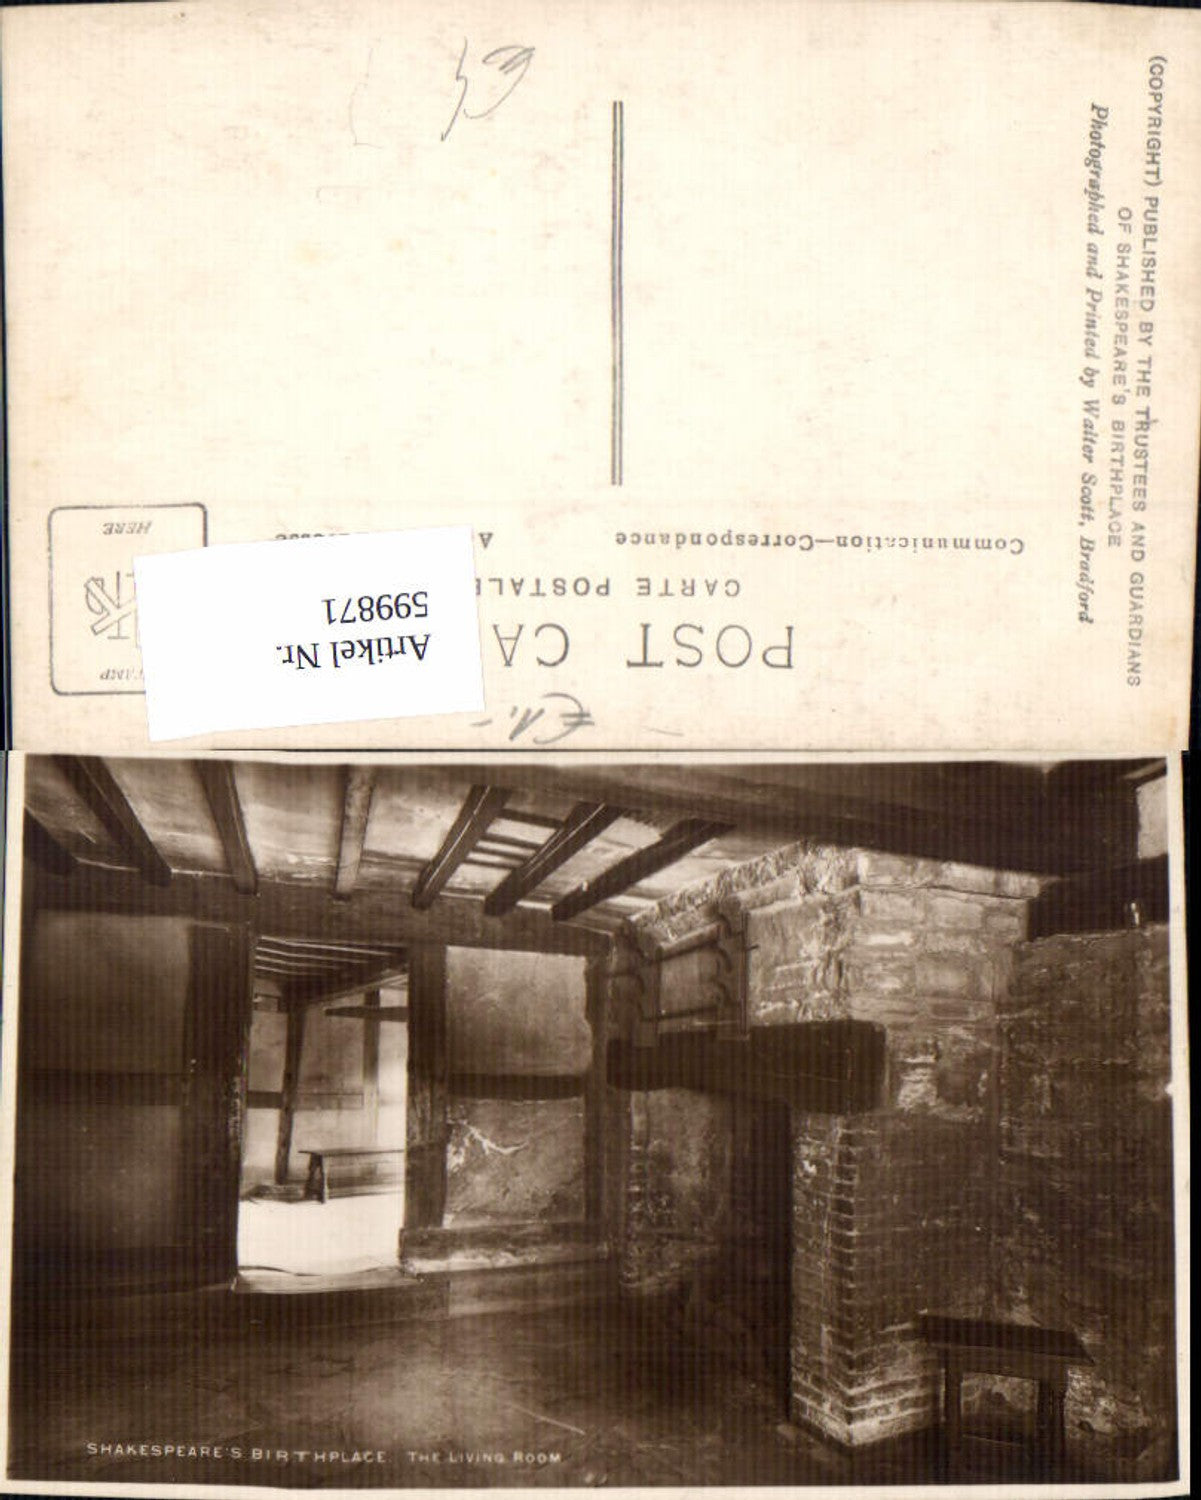 (COPYRIGHT) PUBLISHED BY THE TRUSTEES AND GUARDIANS
OF SHAKESPEARE'S BIRTHPLACE
Photographed and Printed by Walter Scott, Bradford
POST CA
CARTE POSTALE
Communication—Correspondance
A
HERE
Artikel Nr.
599871
£1.-
SHAKESPEARE'S BIRTHPLACE. THE LIVING ROOM